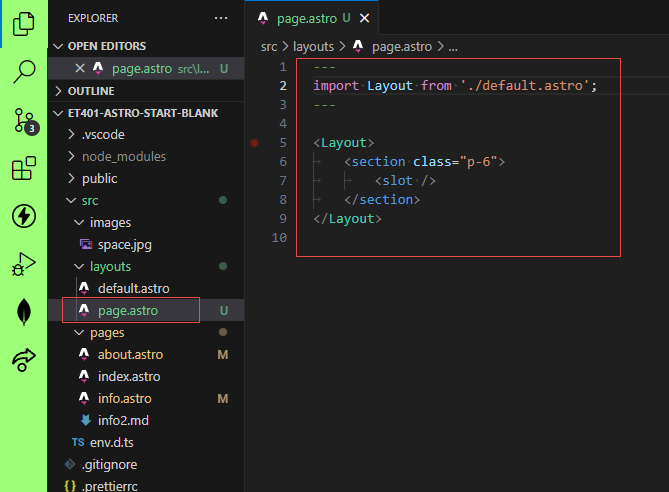 EXPLORER
OPEN EDITORS
page.astro src\l... U
OUTLINE
ET401-ASTRO-START-BLANK
.vscode
node_modules
public
src
images
space.jpg
layouts
default.astro
page.astro U
pages
about.astro M
index.astro
info.astro M
info2.md
TS env.d.ts
.gitignore
{} .prettierrc
3
page.astro U
src > layouts > page.astro > ...
1 ---
2 import Layout from './default.astro';
3 ---
4
5 <Layout>
6 <section class="p-6">
7 <slot />
8 </section>
9 </Layout>
10